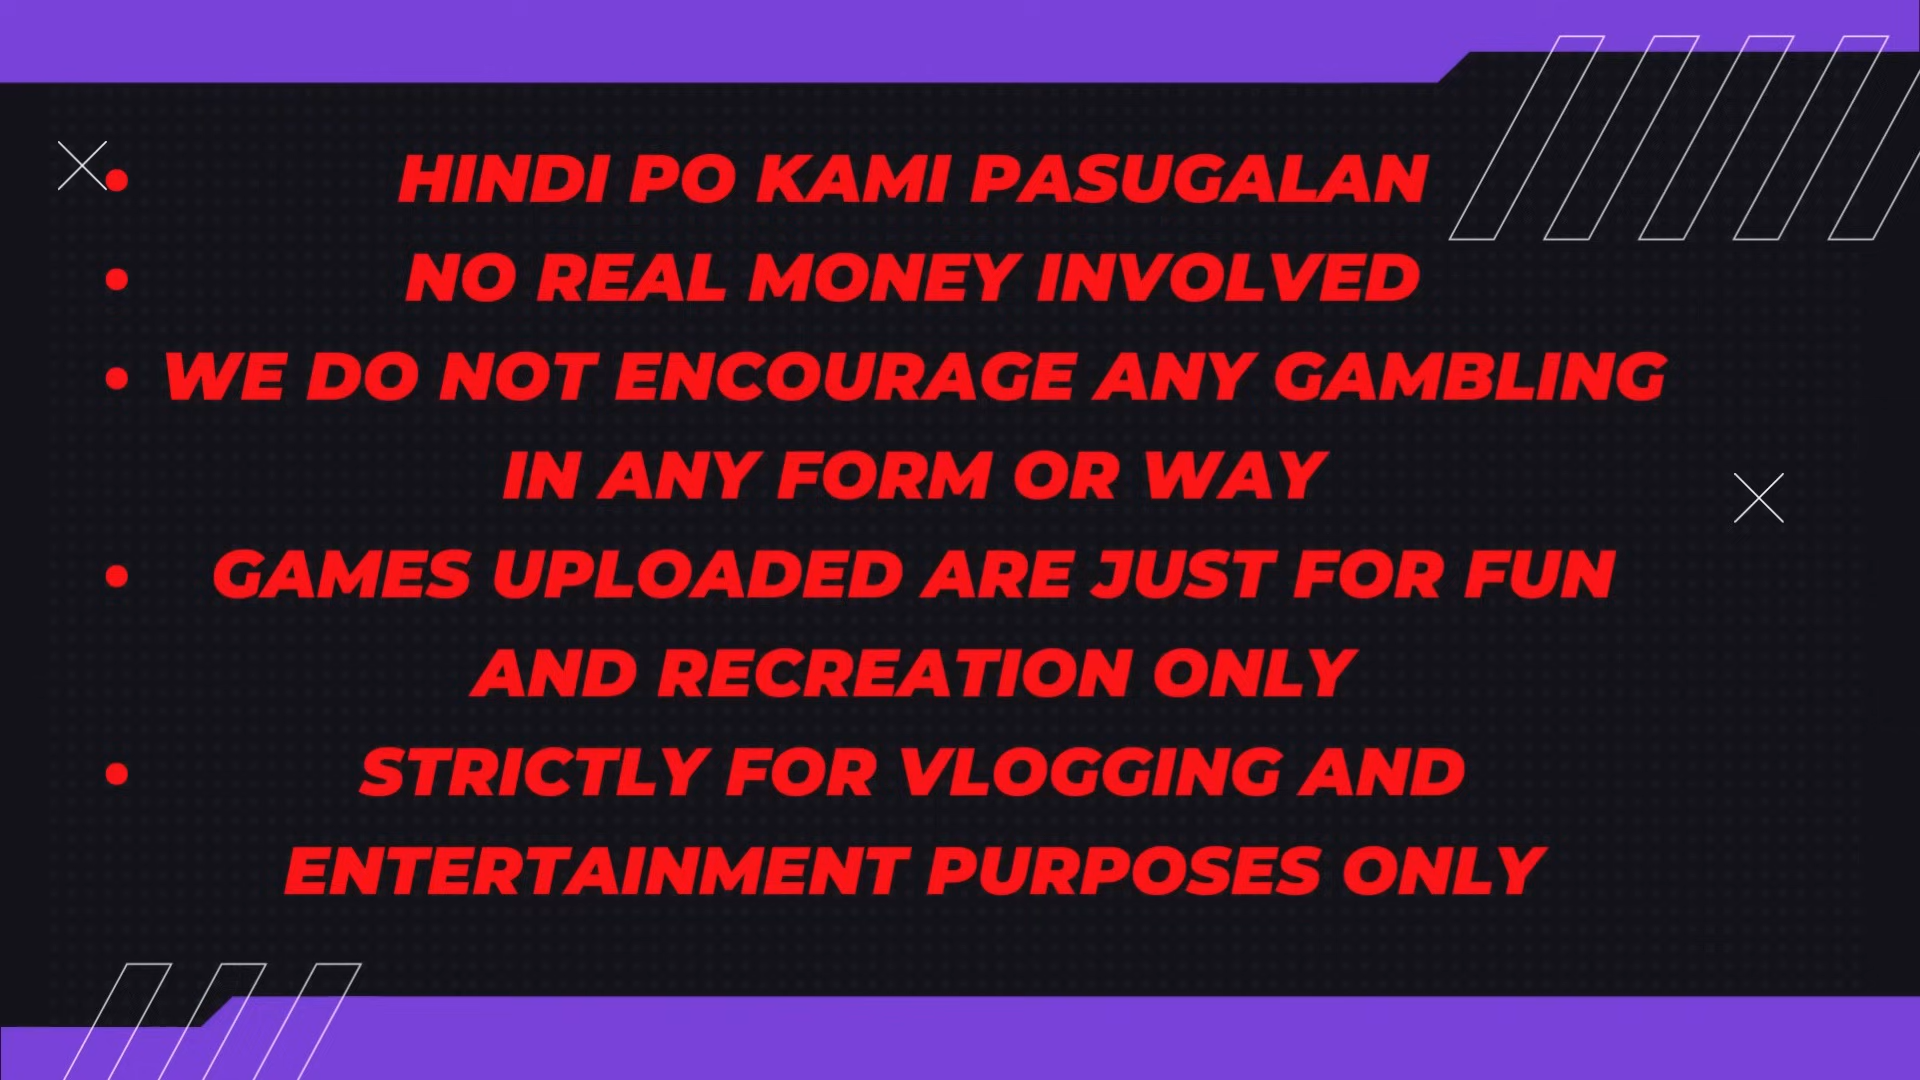 • HINDI PO KAMI PASUGALAN
• NO REAL MONEY INVOLVED
• WE DO NOT ENCOURAGE ANY GAMBLING
IN ANY FORM OR WAY
• GAMES UPLOADED ARE JUST FOR FUN
AND RECREATION ONLY
• STRICTLY FOR VLOGGING AND
ENTERTAINMENT PURPOSES ONLY